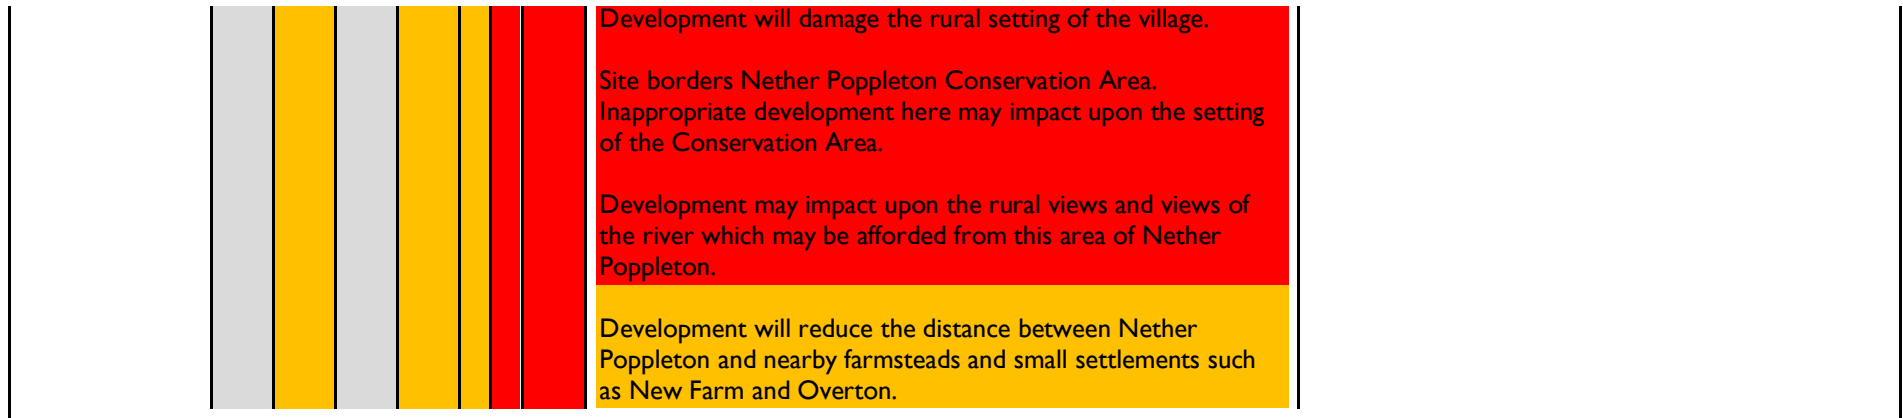 Development will damage the rural setting of the village.
Site borders Nether Poppleton Conservation Area.
Inappropriate development here may impact upon the setting
of the Conservation Area.
Development may impact upon the rural views and views of
the river which may be afforded from this area of Nether
Poppleton.
Development will reduce the distance between Nether
Poppleton and nearby farmsteads and small settlements such
as New Farm and Overton.